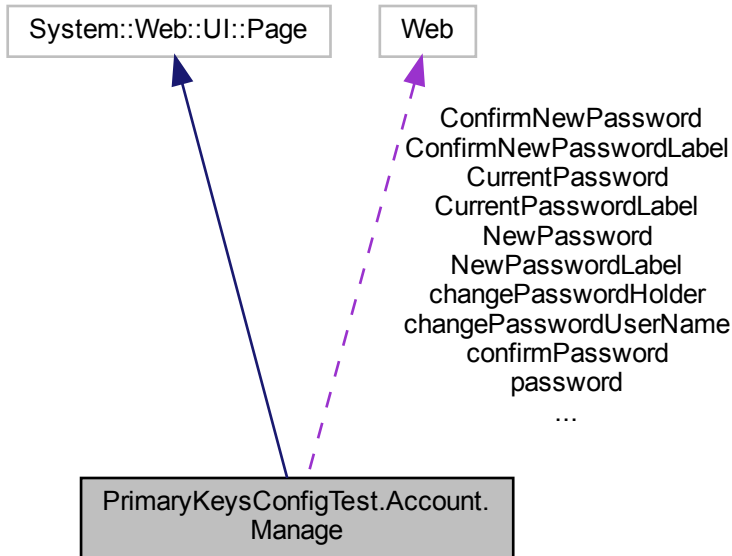 System::Web::UI::Page
Web
ConfirmNewPassword
ConfirmNewPasswordLabel
CurrentPassword
CurrentPasswordLabel
NewPassword
NewPasswordLabel
changePasswordHolder
changePasswordUserName
confirmPassword
password
...
PrimaryKeysConfigTest.Account.
Manage